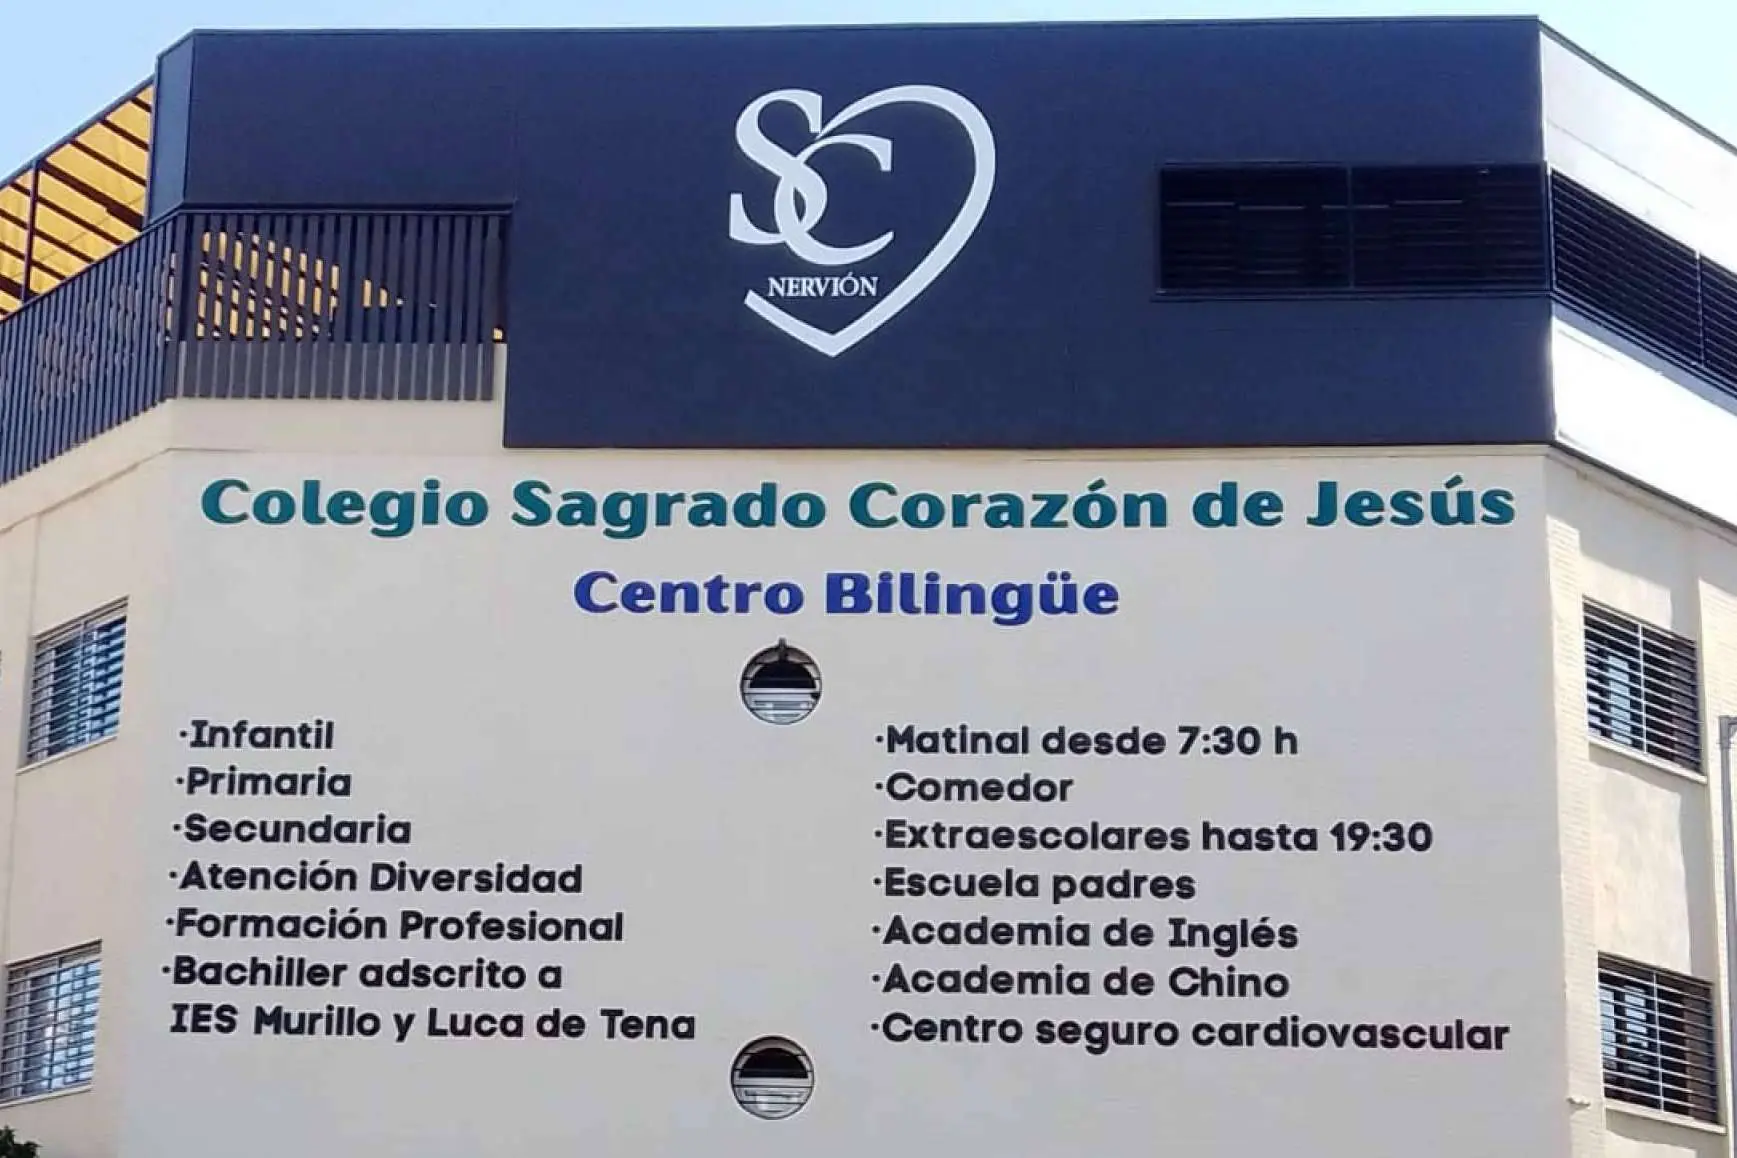 SC
NERVIÓN
Colegio Sagrado Corazón de Jesús
Centro Bilingüe
·Infantil
·Primaria
·Secundaria
·Atención Diversidad
·Formación Profesional
·Bachiller adscrito a
IES Murillo y Luca de Tena
·Matinal desde 7:30 h
·Comedor
·Extraescolares hasta 19:30
·Escuela padres
·Academia de Inglés
·Academia de Chino
·Centro seguro cardiovascular